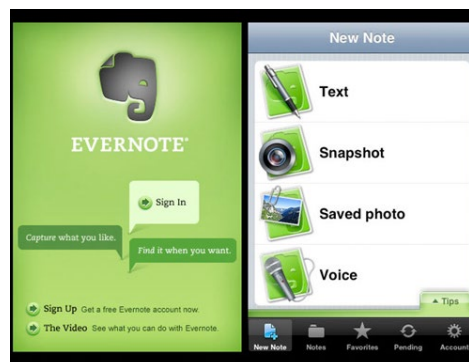 EVERNOTE®
Sign In
Capture what you like.
Find it when you want.
Sign Up Get a free Evernote account now.
The Video See what you can do with Evernote.
New Note
Text
Snapshot
Saved photo
Voice
Tips
New Note Notes Favorites Pending Account